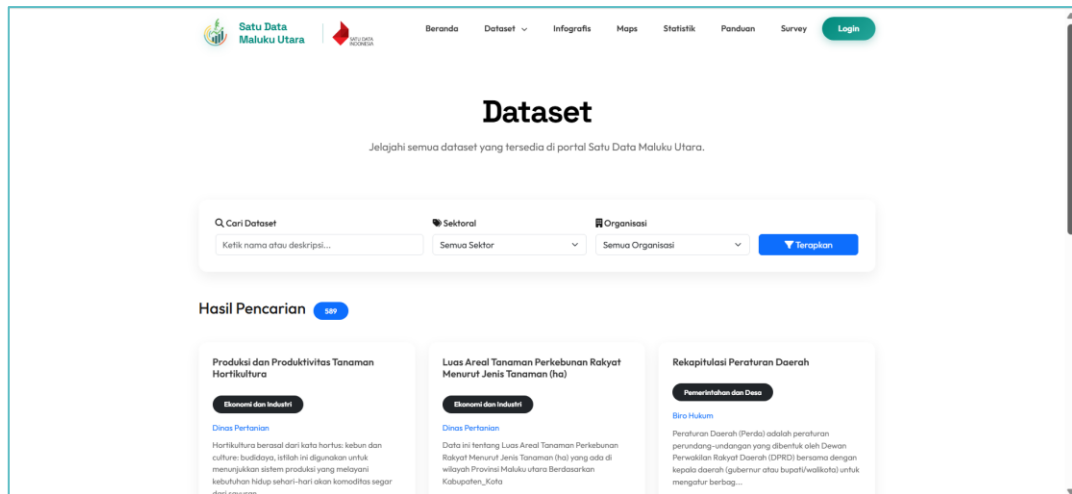 Satu Data
Maluku Utara
SATU DATA
INDONESIA
Beranda Dataset Infografis Maps Statistik Panduan Survey Login
Dataset
Jelajahi semua dataset yang tersedia di portal Satu Data Maluku Utara.
Cari Dataset Sektoral Organisasi
Ketik nama atau deskripsi... Semua Sektor Semua Organisasi Terapkan
Hasil Pencarian 589
Produksi dan Produktivitas Tanaman
Hortikultura
Ekonomi dan Industri
Dinas Pertanian
Hortikultura berasal dari kata hortus: kebun dan
culture: budidaya, istilah ini digunakan untuk
menunjukkan sistem produksi yang melayani
kebutuhan hidup sehari-hari akan komoditas segar
dari sayuran
Luas Areal Tanaman Perkebunan Rakyat
Menurut Jenis Tanaman (ha)
Ekonomi dan Industri
Dinas Pertanian
Data ini tentang Luas Areal Tanaman Perkebunan
Rakyat Menurut Jenis Tanaman (ha) yang ada di
wilayah Provinsi Maluku utara Berdasarkan
Kabupaten_Kota
Rekapitulasi Peraturan Daerah
Pemerintahan dan Desa
Biro Hukum
Peraturan Daerah (Perda) adalah peraturan
perundang-undangan yang dibentuk oleh Dewan
Perwakilan Rakyat Daerah (DPRD) bersama dengan
kepala daerah (gubernur atau bupati/walikota) untuk
mengatur berbag...